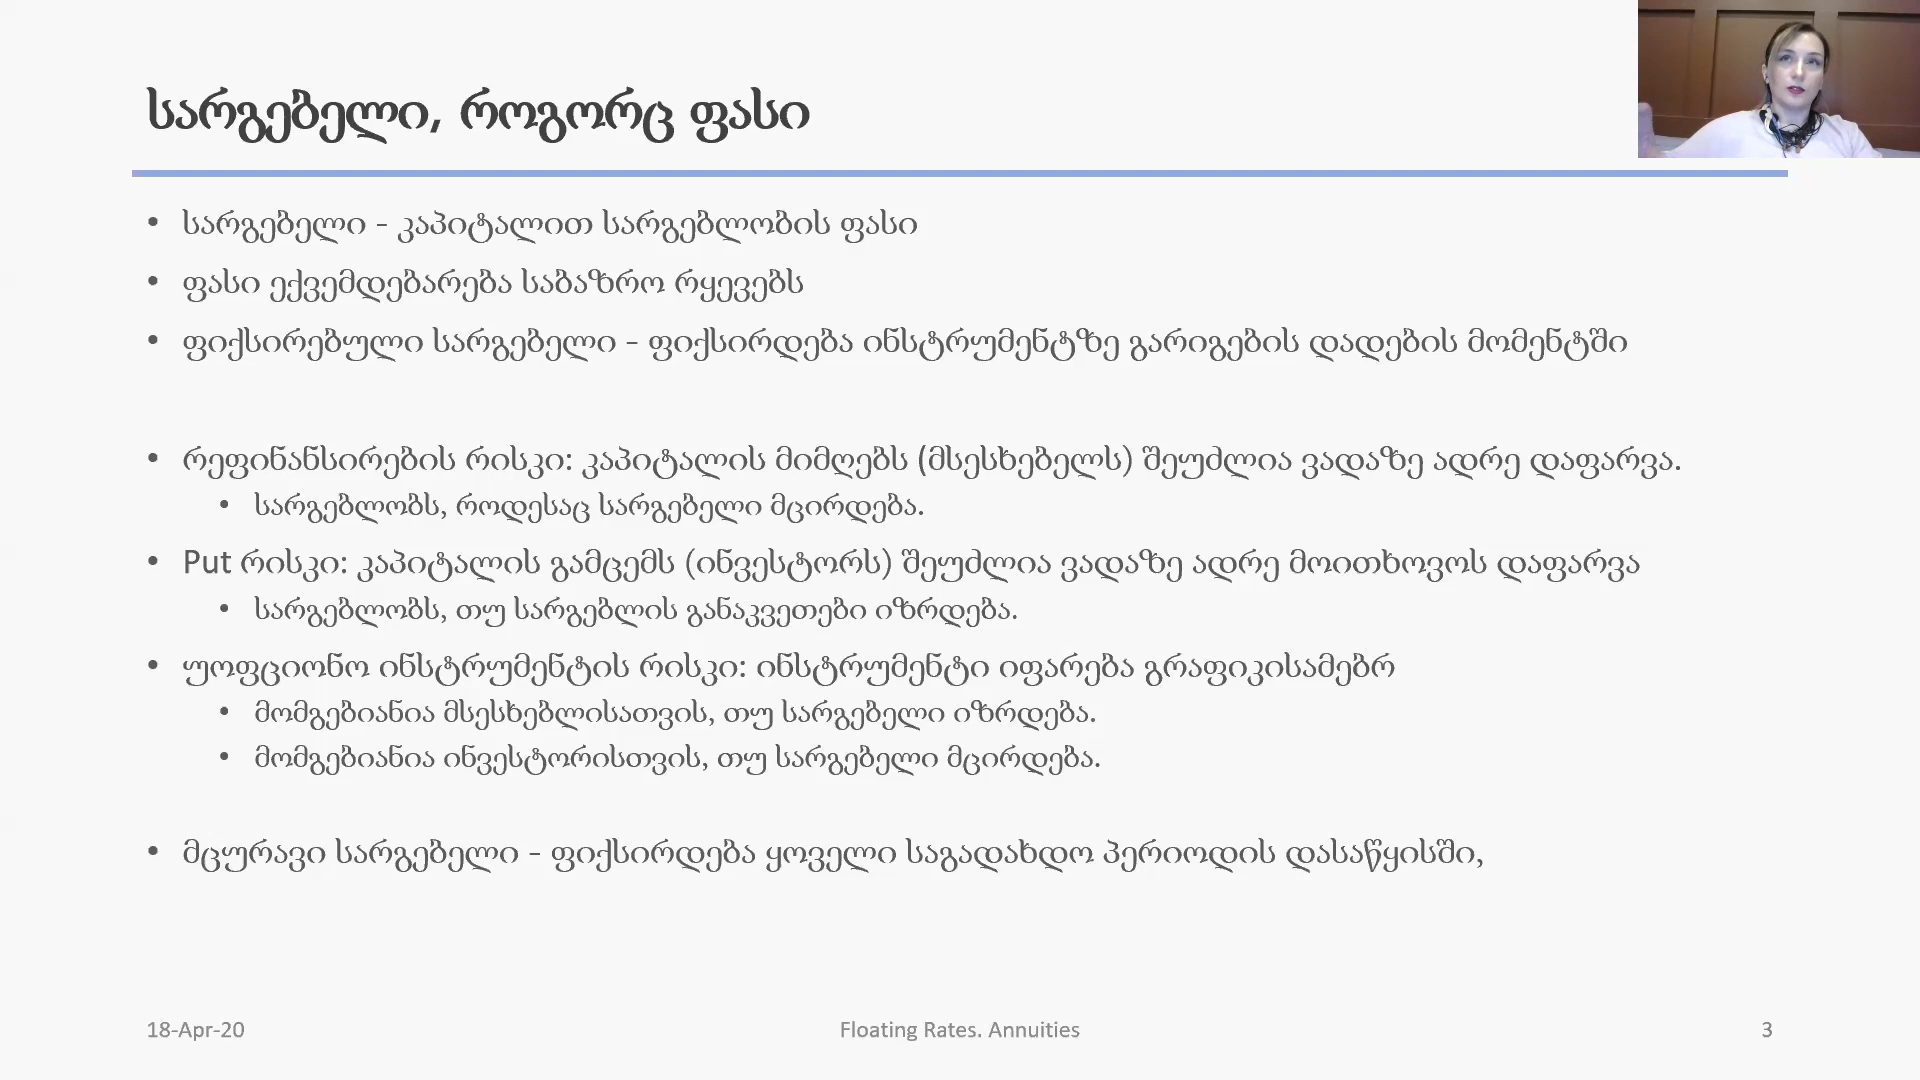 სარგებელი, როგორც ფასი
• სარგებელი - კაპიტალით სარგებლობის ფასი
• ფასი ექვემდებარება საბაზრო რყევებს
• ფიქსირებული სარგებელი - ფიქსირდება ინსტრუმენტზე გარიგების დადების მომენტში
• რეფინანსირების რისკი: კაპიტალის მიმღებს (მსესხებელს) შეუძლია ვადაზე ადრე დაფარვა.
• სარგებლობს, როდესაც სარგებელი მცირდება.
• Put რისკი: კაპიტალის გამცემს (ინვესტორს) შეუძლია ვადაზე ადრე მოითხოვოს დაფარვა
• სარგებლობს, თუ სარგებლის განაკვეთები იზრდება.
• უოფციონო ინსტრუმენტის რისკი: ინსტრუმენტი იფარება გრაფიკისამებრ
• მომგებიანია მსესხებლისათვის, თუ სარგებელი იზრდება.
• მომგებიანია ინვესტორისთვის, თუ სარგებელი მცირდება.
• მცურავი სარგებელი - ფიქსირდება ყოველი საგადახდო პერიოდის დასაწყისში,
18-Apr-20
Floating Rates. Annuities
3